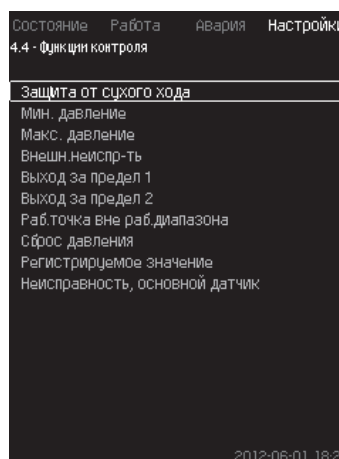 Состояние Работа Авария Настройки
4.4 - Функции контроля
Защита от сухого хода
Мин. давление
Макс. давление
Внешн.неиспр-ть
Выход за предел 1
Выход за предел 2
Раб.точка вне раб.диапазона
Сброс давления
Регистрируемое значение
Неисправность, основной датчик
2012-06-01 18:2